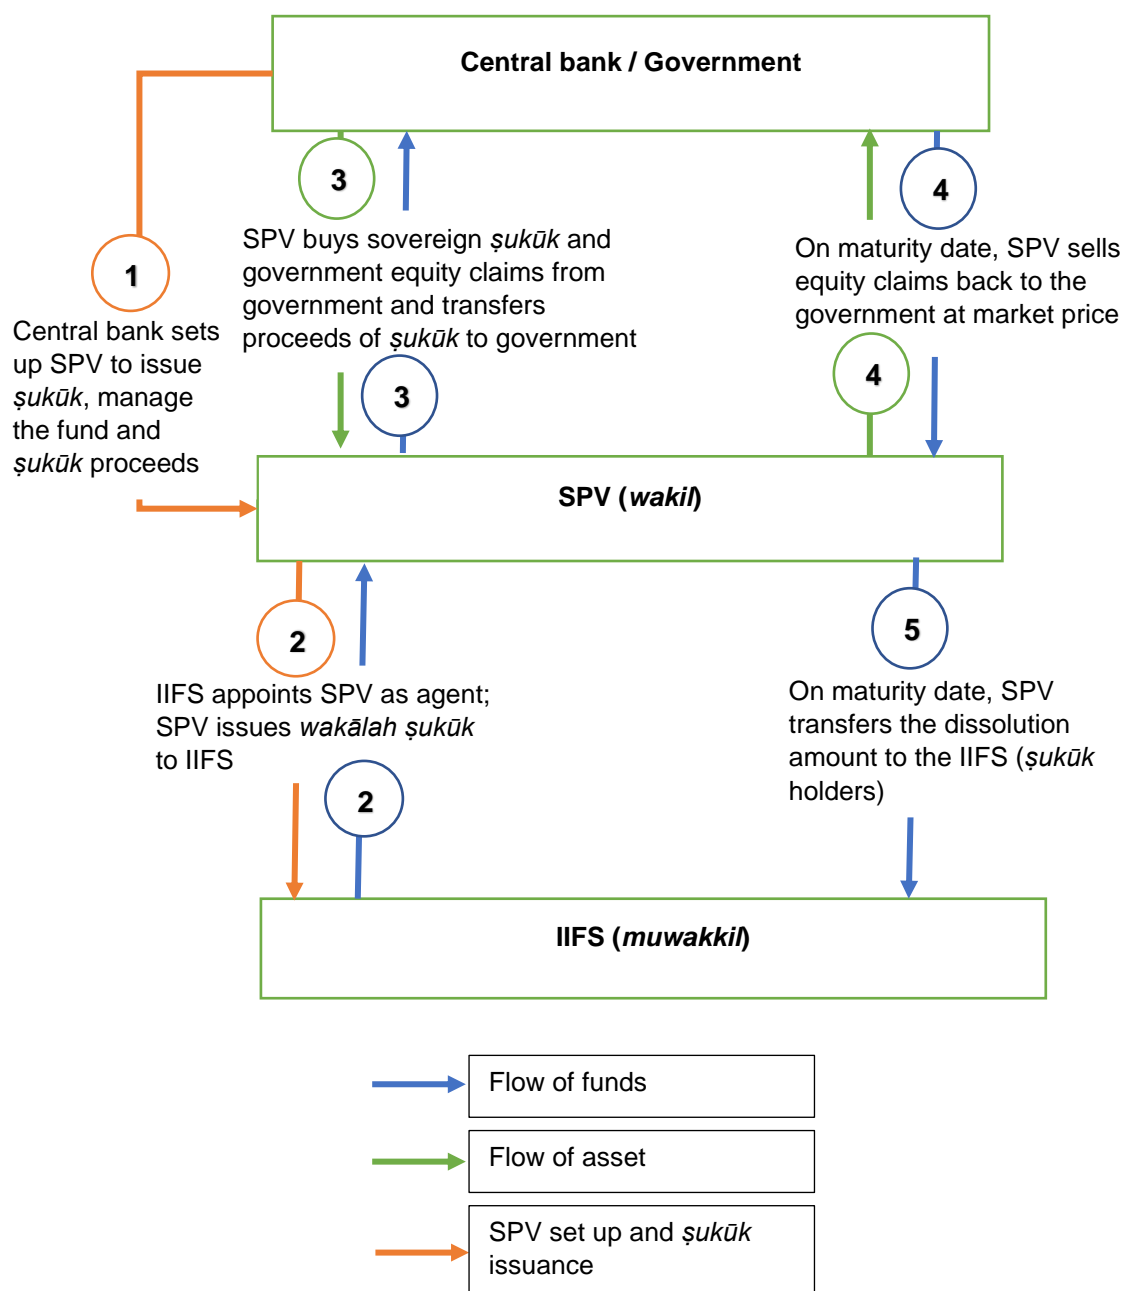 Central bank / Government
3
4
SPV buys sovereign ṣukūk and
government equity claims from
government and transfers
proceeds of ṣukūk to government
On maturity date, SPV sells
equity claims back to the
government at market price
1
Central bank sets
up SPV to issue
ṣukūk, manage
the fund and
ṣukūk proceeds
3
4
SPV (wakil)
2
5
IIFS appoints SPV as agent;
SPV issues wakālah ṣukūk
to IIFS
On maturity date, SPV
transfers the dissolution
amount to the IIFS (ṣukūk
holders)
2
IIFS (muwakkil)
Flow of funds
Flow of asset
SPV set up and ṣukūk
issuance